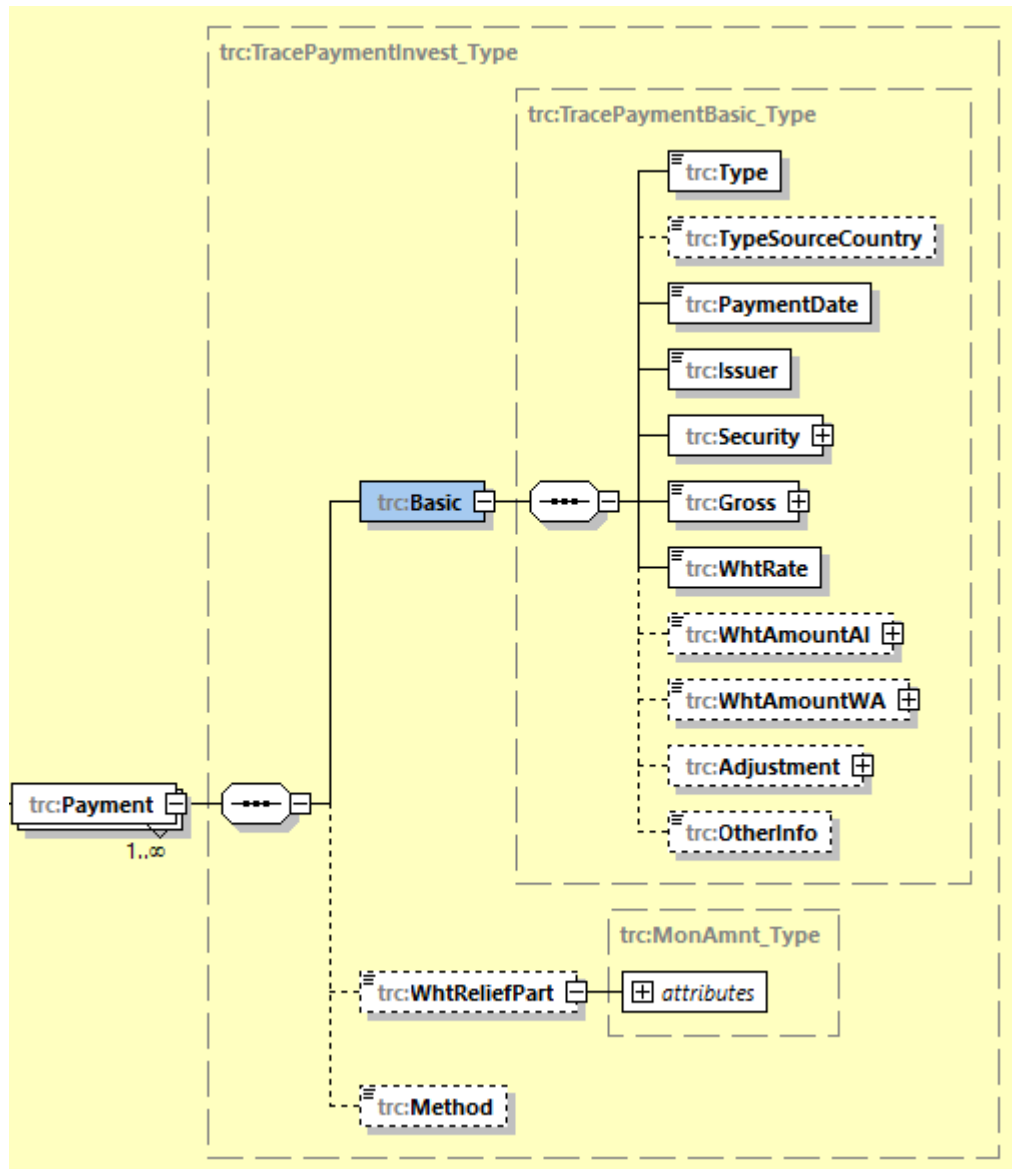 trc:TracePaymentInvest_Type
trc:TracePaymentBasic_Type
trc:Type
trc:TypeSourceCountry
trc:PaymentDate
trc:Issuer
trc:Security
trc:Basic
trc:Gross
trc:WhtRate
trc:WhtAmountAI
trc:WhtAmountWA
trc:Adjustment
trc:Payment
1..∞
trc:OtherInfo
trc:MonAmnt_Type
trc:WhtReliefPart
attributes
trc:Method